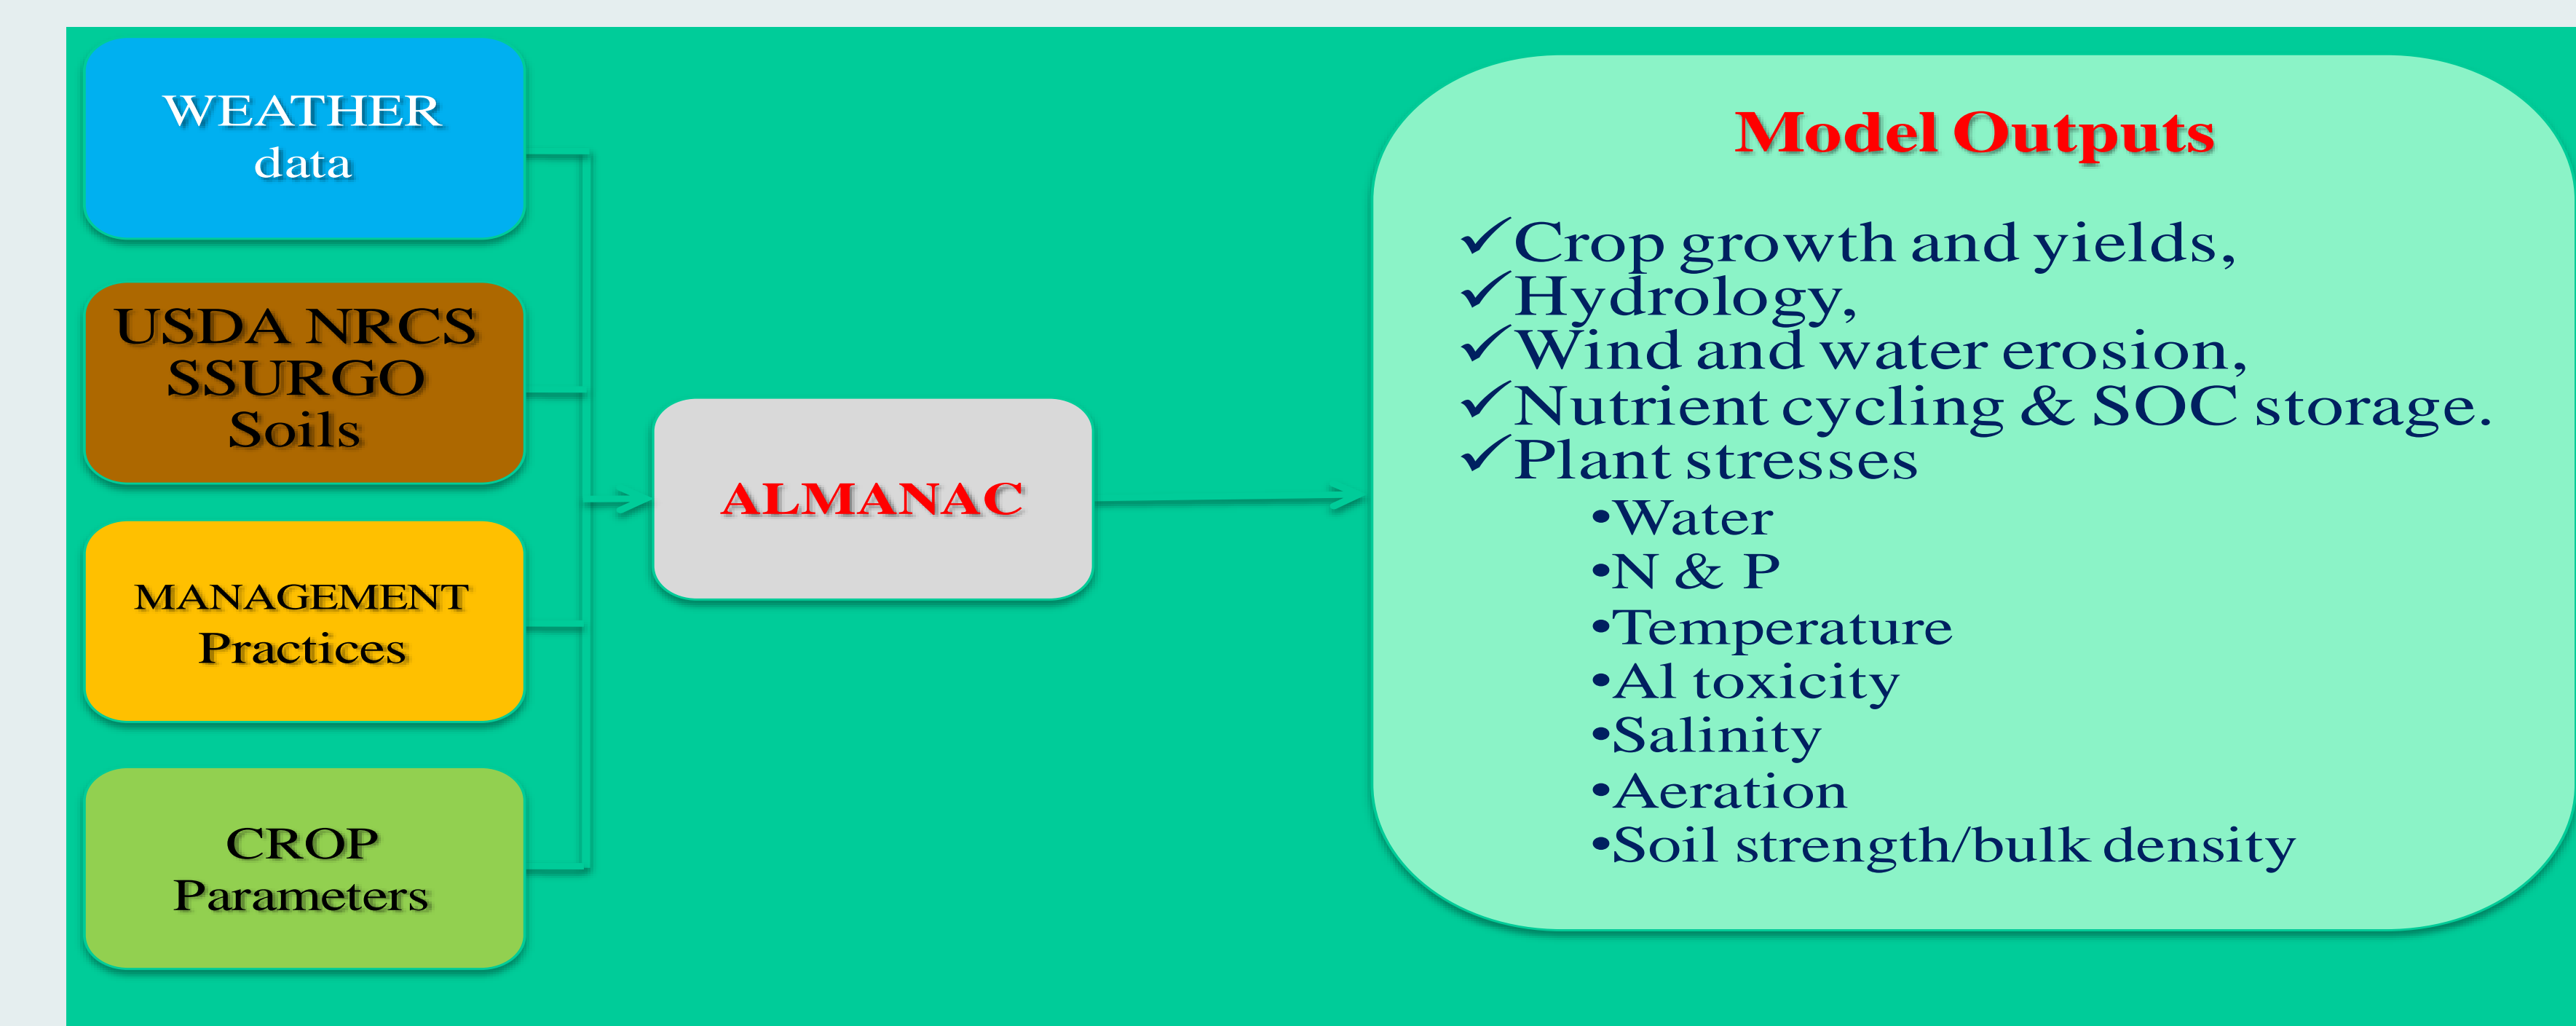 WEATHER
data
USDA NRCS
SSURGO
Soils
MANAGEMENT
Practices
CROP
Parameters
ALMANAC
Model Outputs
✓Crop growth and yields,
✓Hydrology,
✓Wind and water erosion,
✓Nutrient cycling & SOC storage.
✓Plant stresses
•Water
•N & P
•Temperature
•Al toxicity
•Salinity
•Aeration
•Soil strength/bulk density